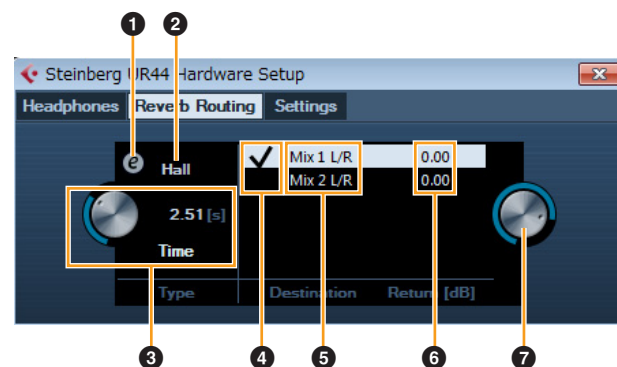 1 2
Steinberg UR44 Hardware Setup
Headphones Reverb Routing Settings
e Hall Mix 1 L/R 0.00
Mix 2 L/R 0.00
2.51 [s]
Time
Type Destination Return [dB]
3 4 5 6 7